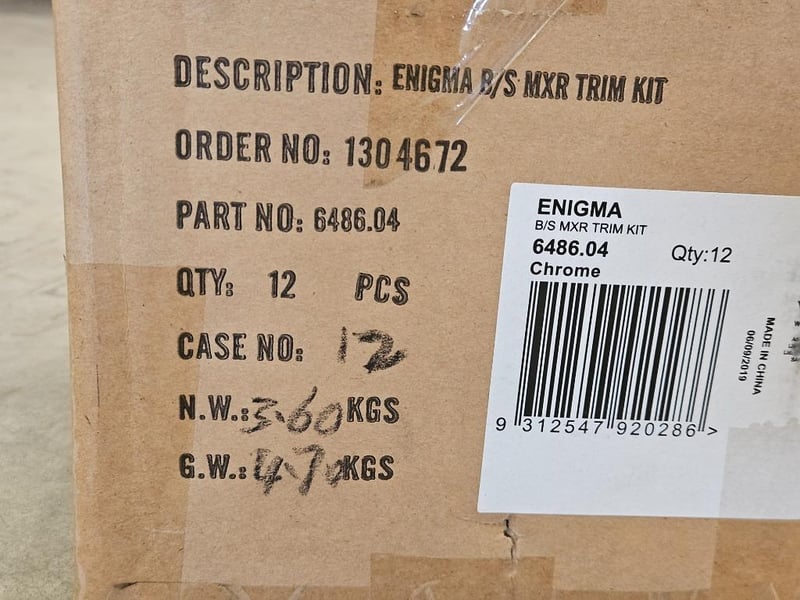 DESCRIPTION: ENIGMA B/S MXR TRIM KIT
ORDER NO: 1304672
PART NO: 6486.04
QTY: 12 PCS
CASE NO: 12
N.W.: 3.60 KGS
G.W.: 4.70 KGS
ENIGMA
B/S MXR TRIM KIT
6486.04 Qty:12
Chrome
9 312547 920286 >
MADE IN CHINA
06/09/2019